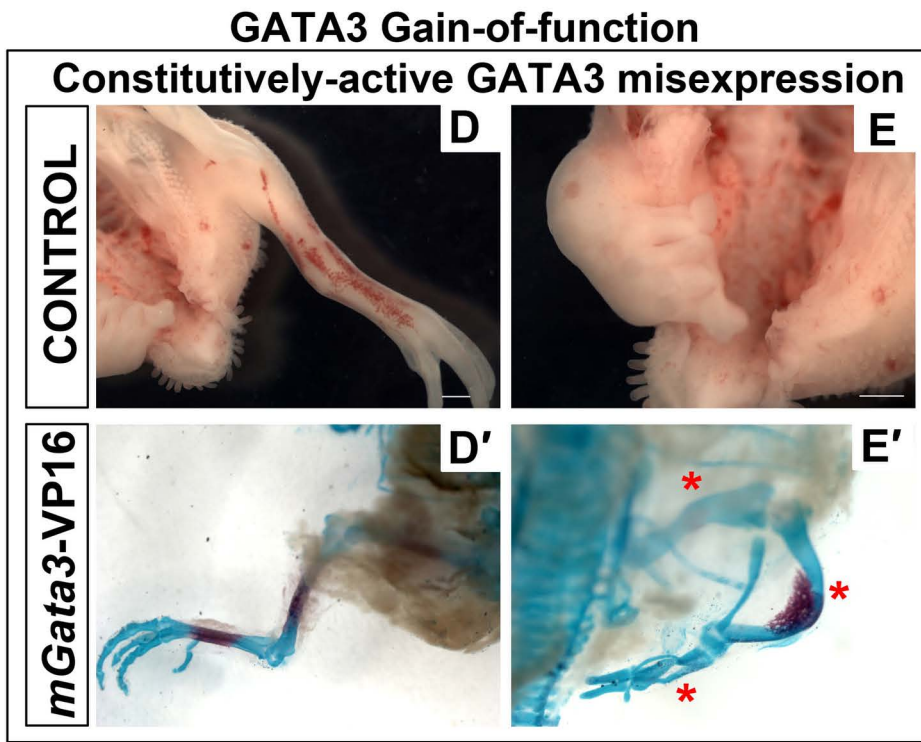 GATA3 Gain-of-function
Constitutively-active GATA3 misexpression
CONTROL
D
E
mGata3-VP16
D′
E′
*
*
*